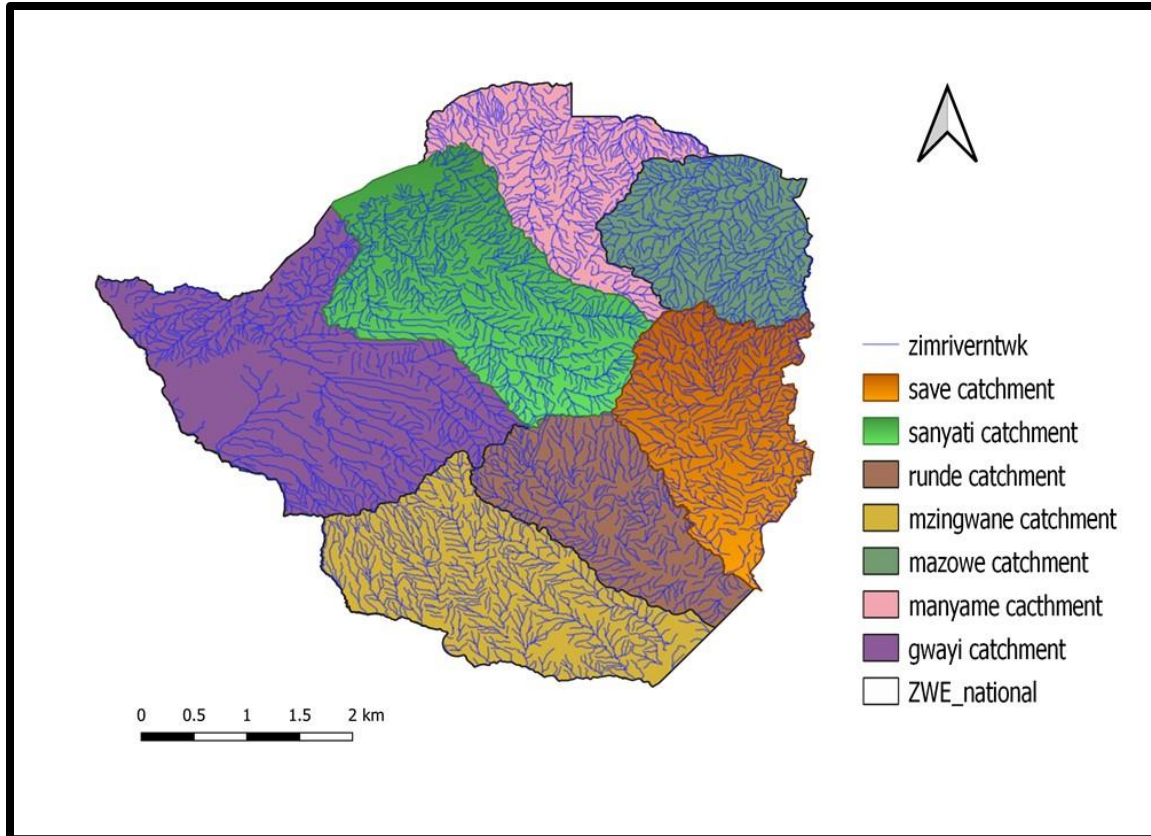 zimriverntwk
save catchment
sanyati catchment
runde catchment
mzingwane catchment
mazowe catchment
manyame cacthment
gwayi catchment
ZWE_national
0 0.5 1 1.5 2 km